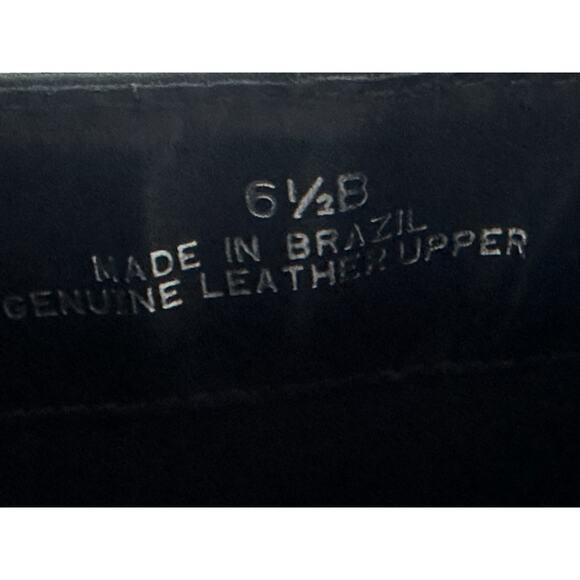 6½B
MADE IN BRAZIL
GENUINE LEATHER UPPER